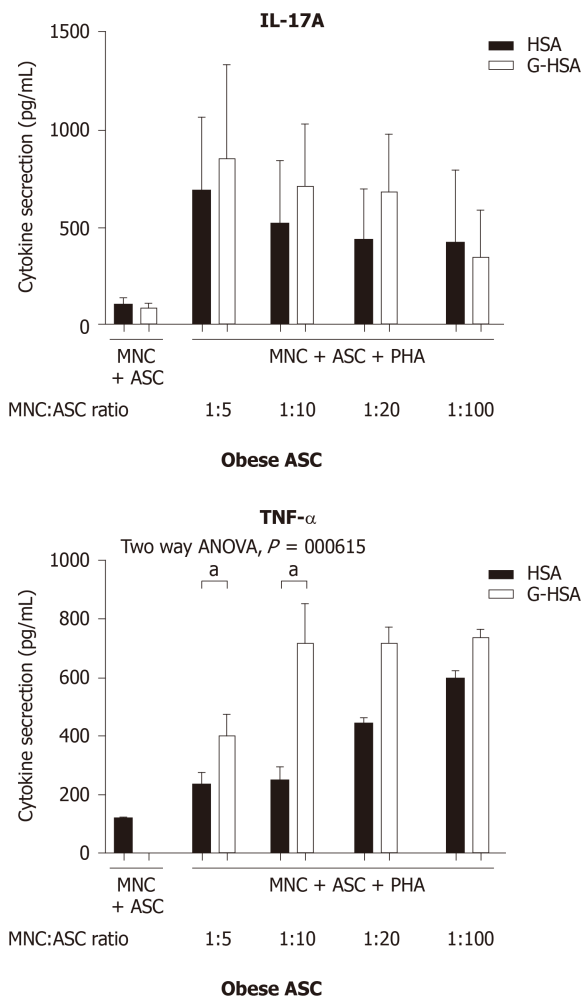 IL-17A
HSA
G-HSA
Cytokine secrection (pg/mL)
1500
1000
500
0
MNC
+ ASC
MNC + ASC + PHA
MNC:ASC ratio 1:5 1:10 1:20 1:100
Obese ASC
TNF-α
Two way ANOVA, P = 000615
a a
HSA
G-HSA
Cytokine secrection (pg/mL)
1000
800
600
400
200
0
MNC
+ ASC
MNC + ASC + PHA
MNC:ASC ratio 1:5 1:10 1:20 1:100
Obese ASC